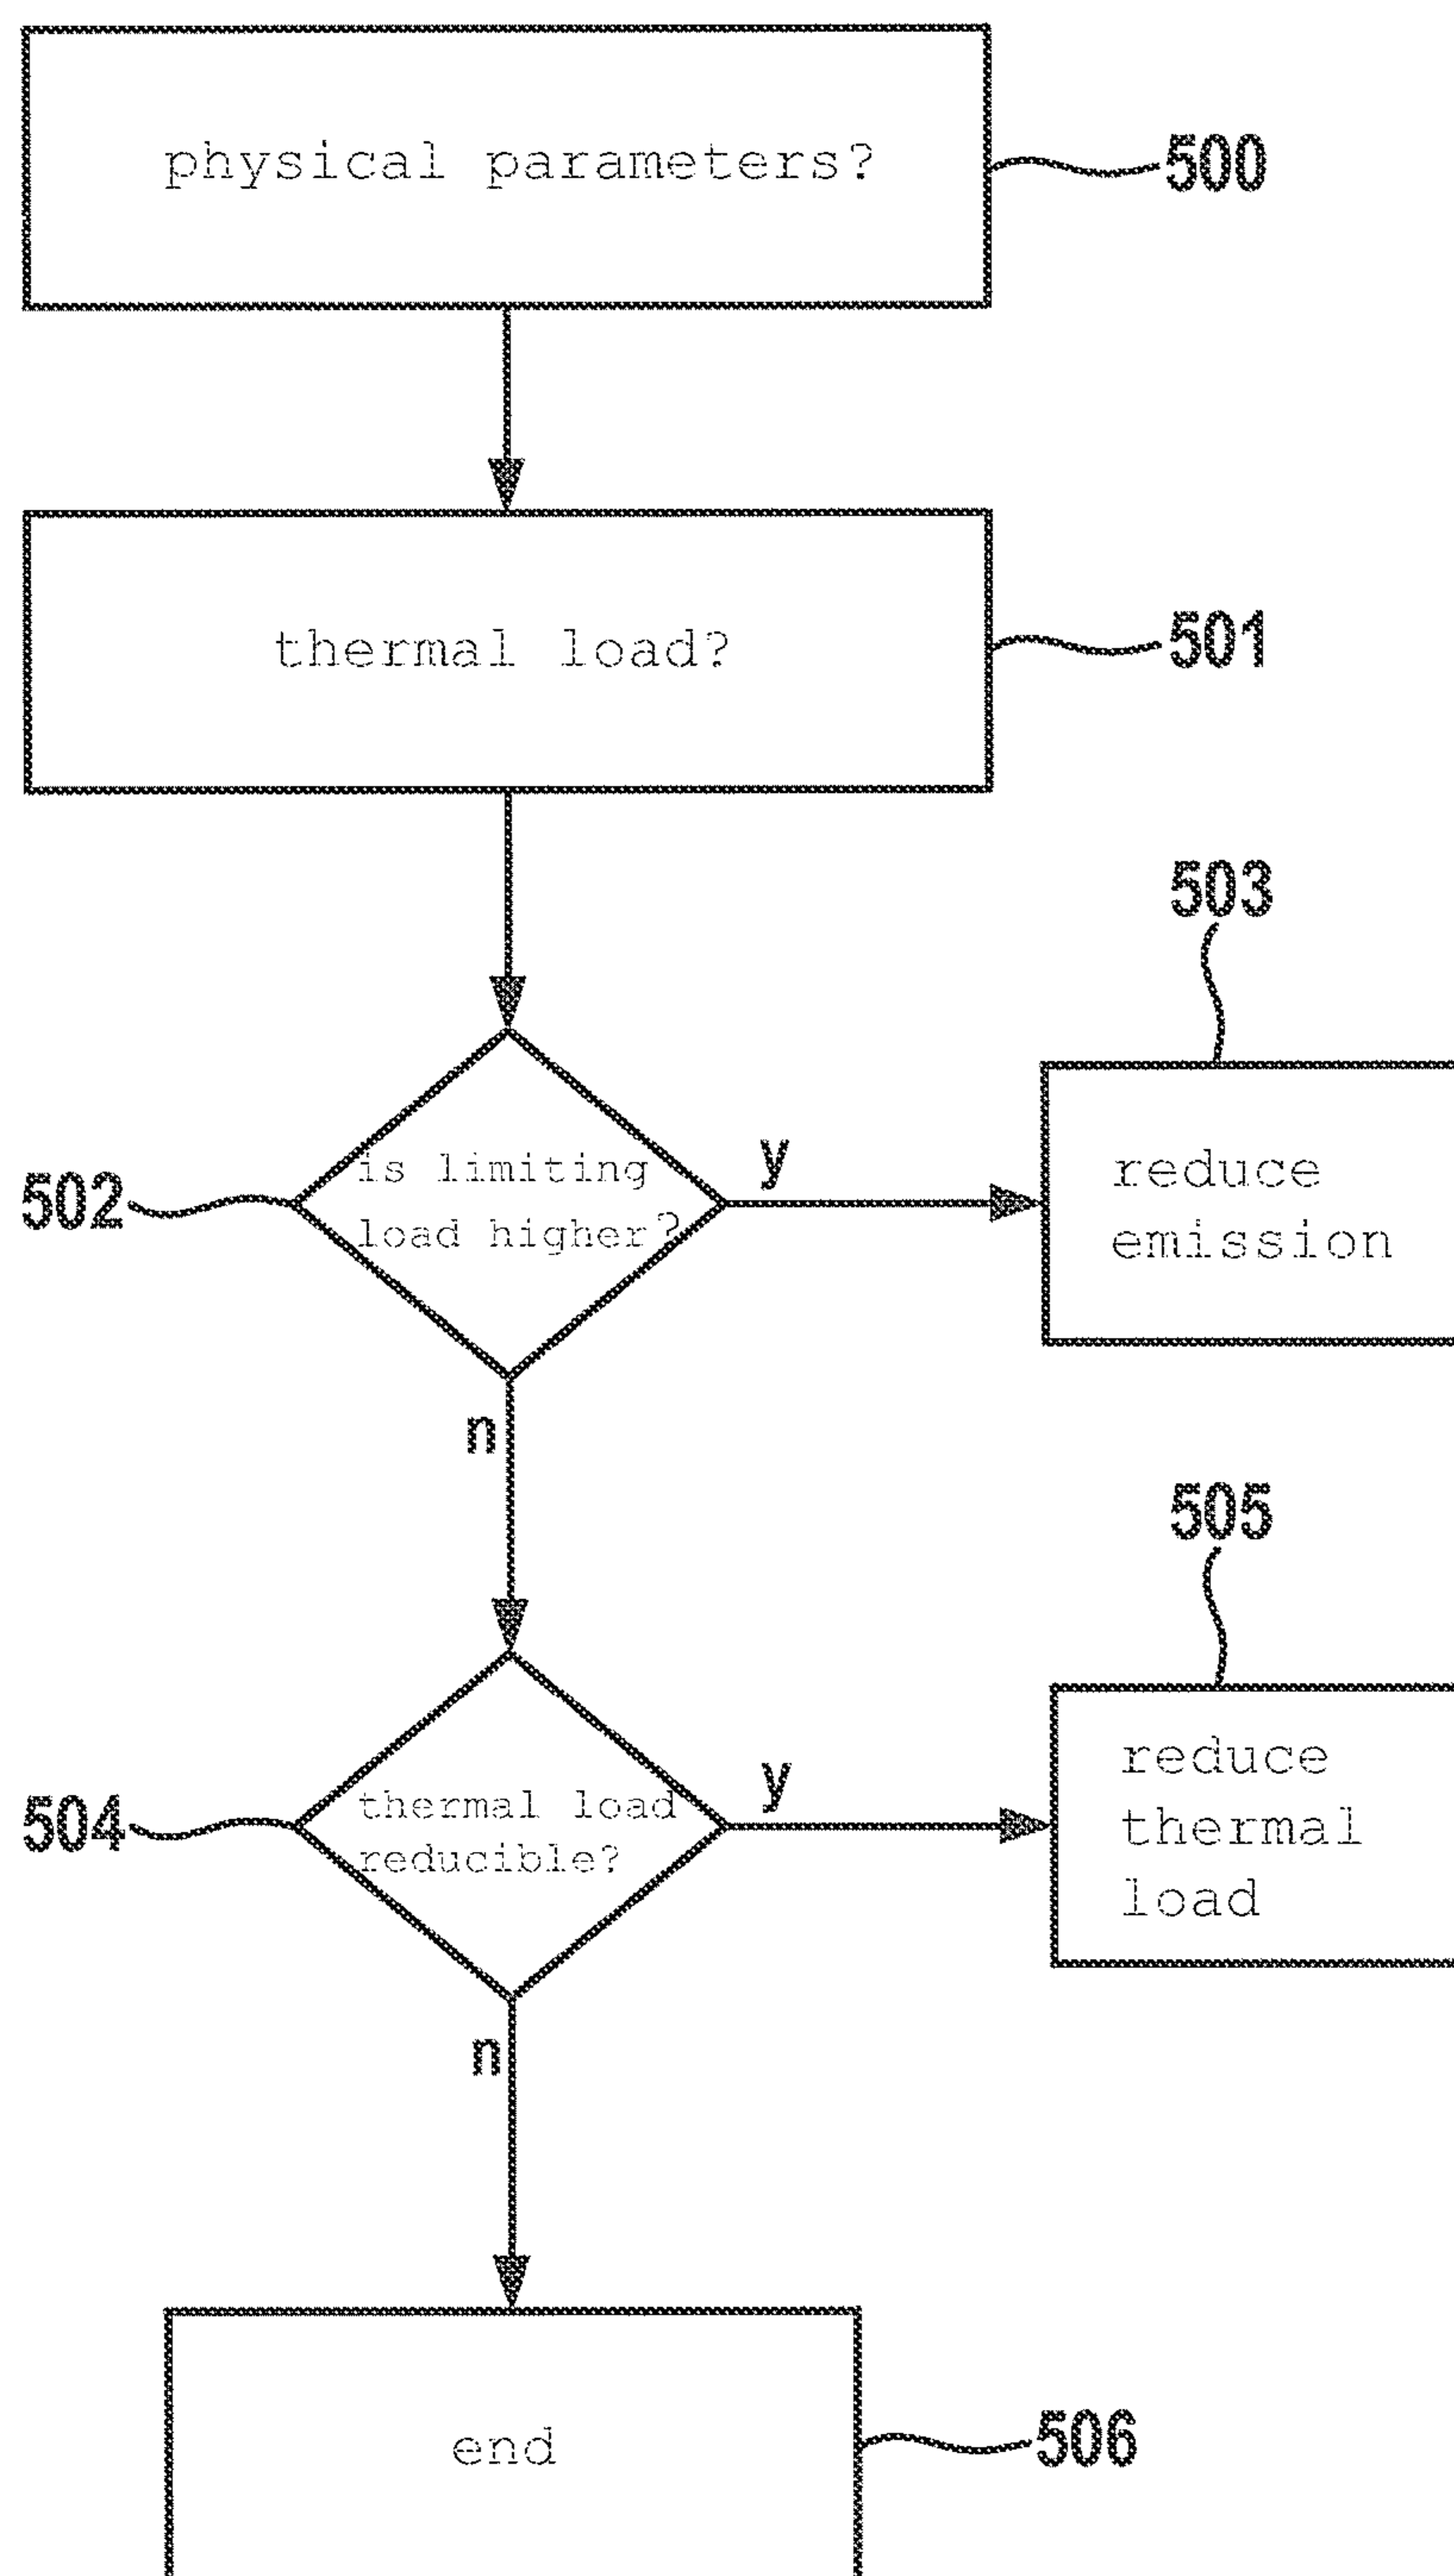 physical parameters?
500
thermal load?
501
503
is limiting
load higher?
502
y
reduce
emission
n
505
thermal load
reducible?
504
y
reduce
thermal
load
n
end
506